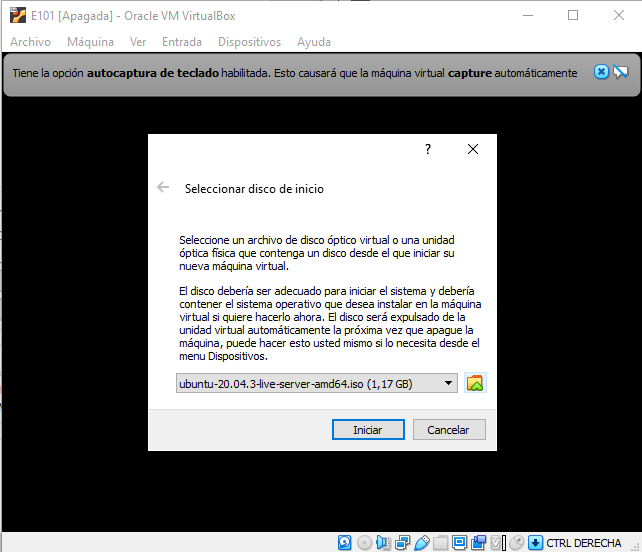 E101 [Apagada] - Oracle VM VirtualBox
Archivo Máquina Ver Entrada Dispositivos Ayuda
Tiene la opción autocaptura de teclado habilitada. Esto causará que la máquina virtual capture automáticamente
?
Seleccionar disco de inicio
Seleccione un archivo de disco óptico virtual o una unidad
óptica física que contenga un disco desde el que iniciar su
nueva máquina virtual.
El disco debería ser adecuado para iniciar el sistema y debería
contener el sistema operativo que desea instalar en la máquina
virtual si quiere hacerlo ahora. El disco será expulsado de la
unidad virtual automáticamente la próxima vez que apague la
máquina, puede hacer esto usted mismo si lo necesita desde el
menu Dispositivos.
ubuntu-20.04.3-live-server-amd64.iso (1,17 GB)
Iniciar Cancelar
CTRL DERECHA